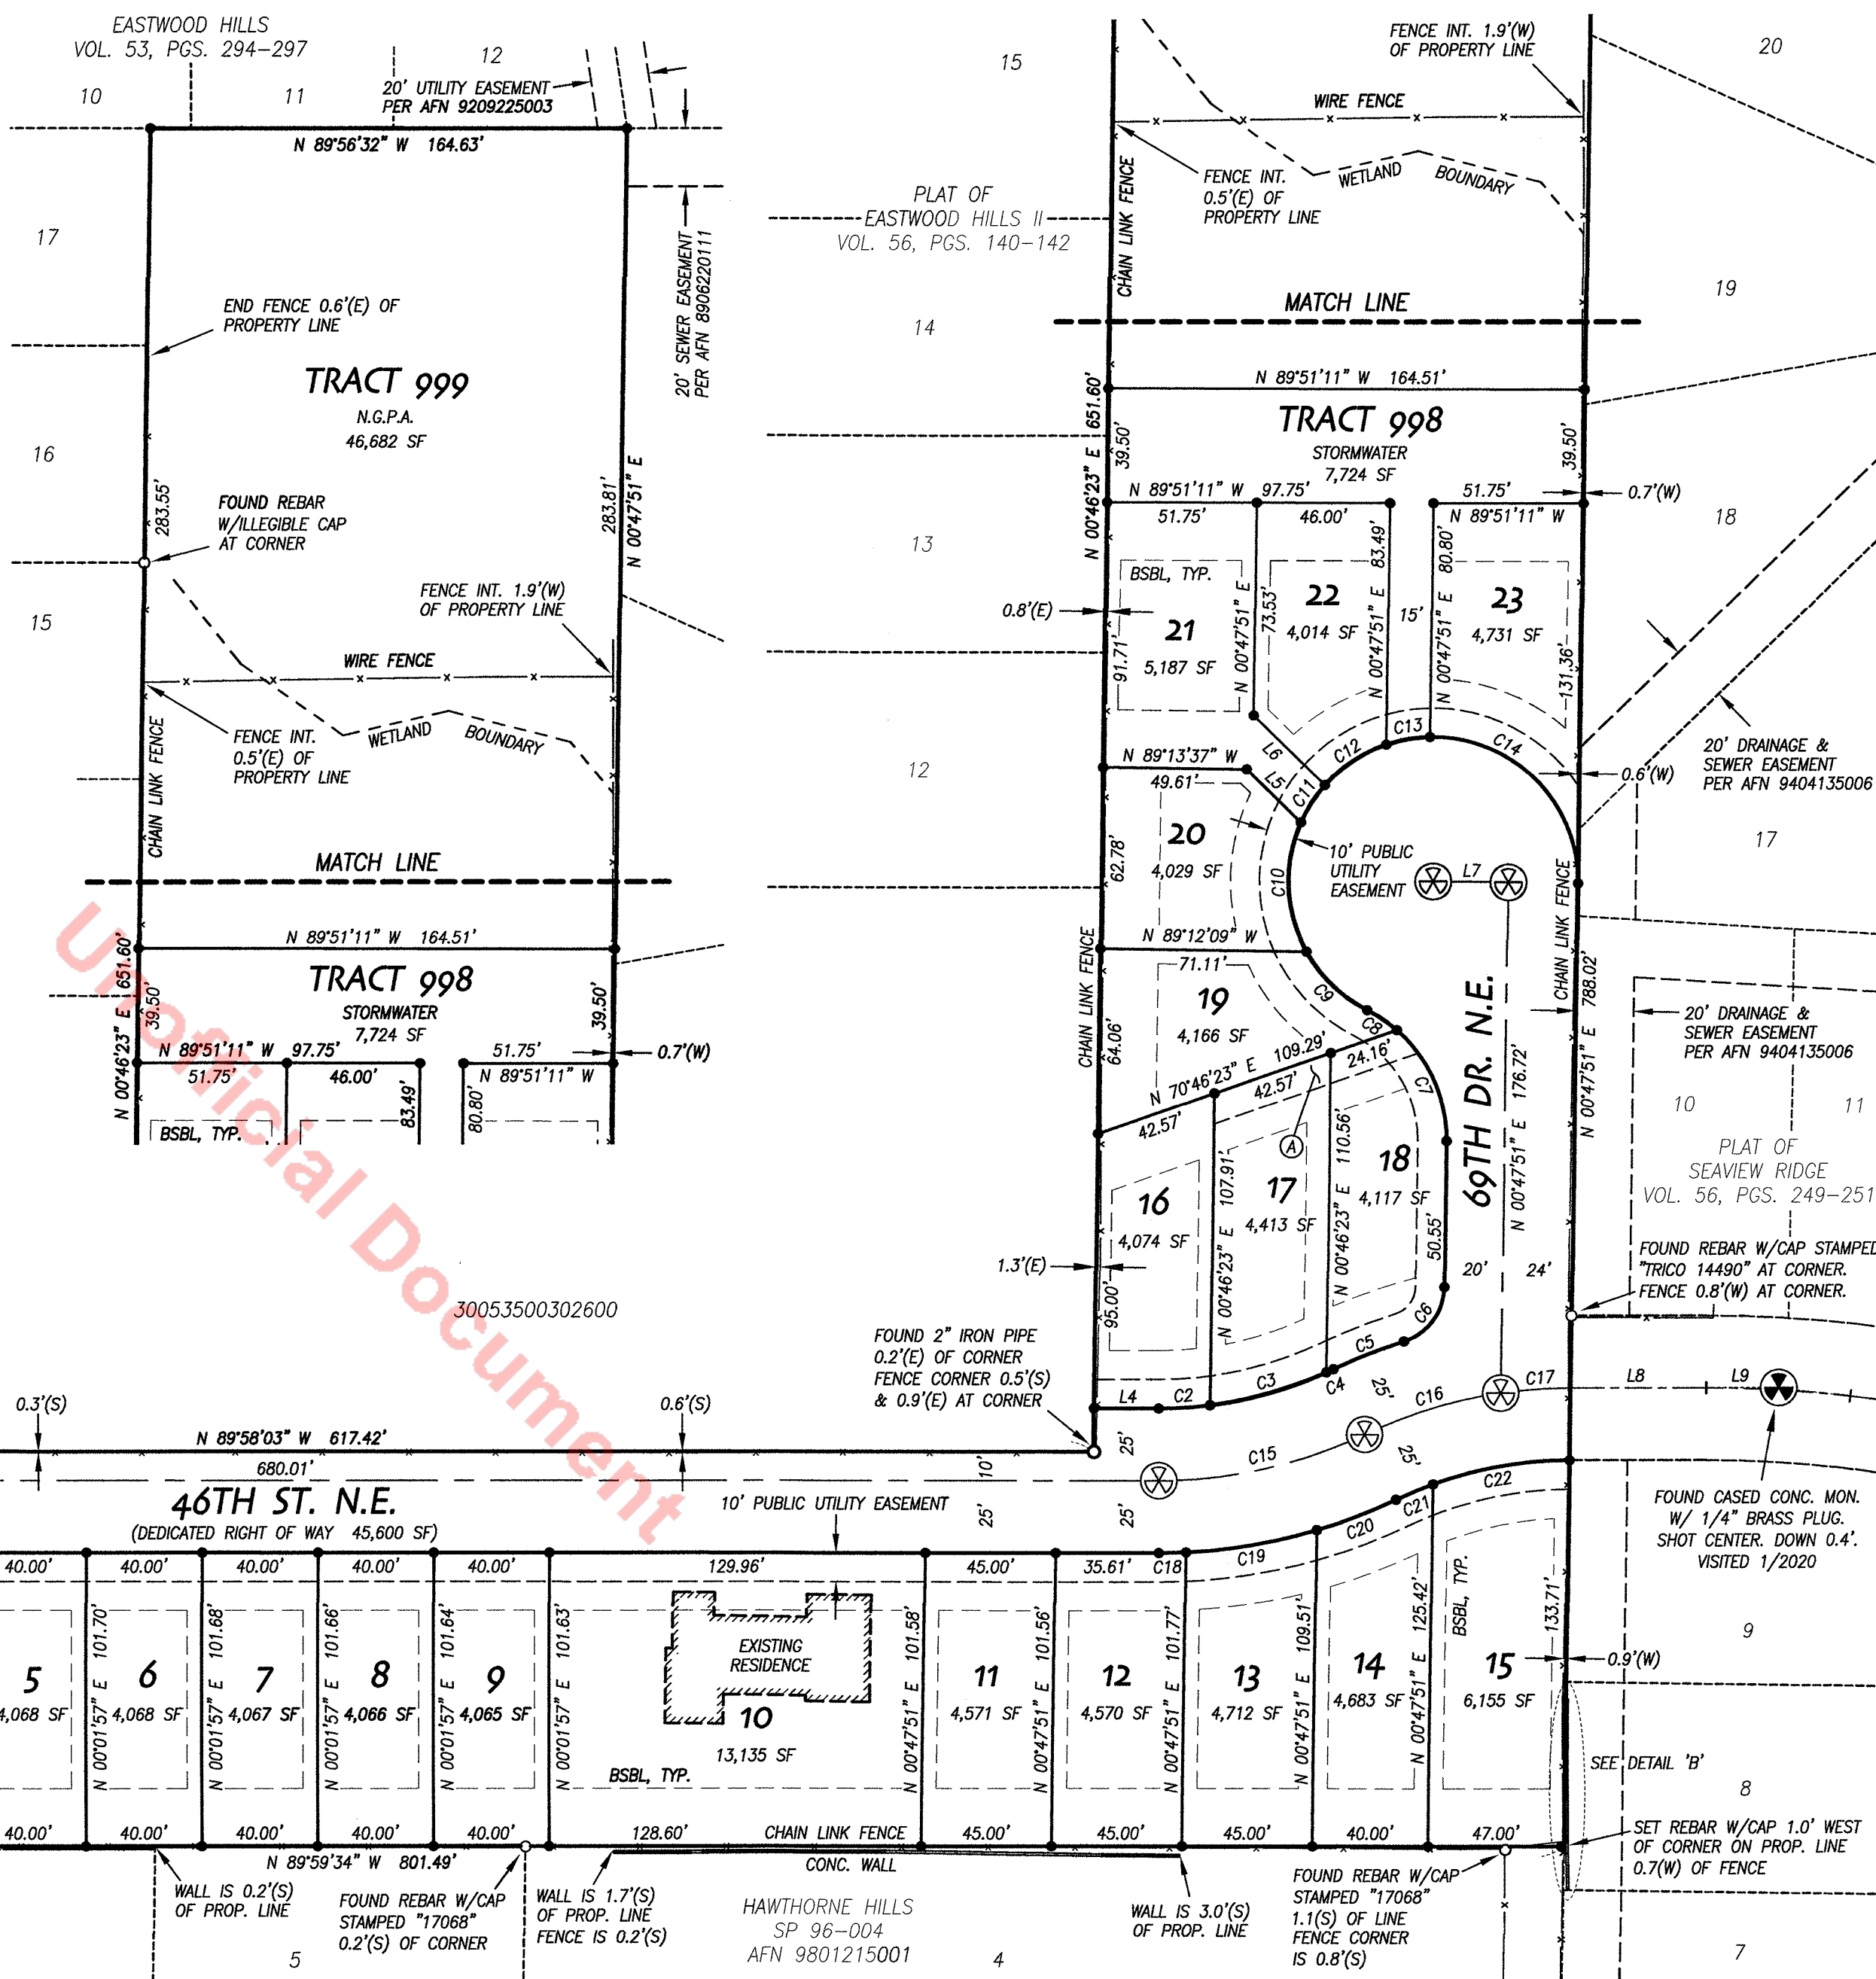 EASTWOOD HILLS
VOL. 53, PGS. 294-297
10
11
12
20' UTILITY EASEMENT
PER AFN 9209225003
N 89°56'32" W 164.63'
20' SEWER EASEMENT
PER AFN 8906220111
17
END FENCE 0.6'(E) OF
PROPERTY LINE
TRACT 999
N.G.P.A.
46,682 SF
16
283.55'
FOUND REBAR
W/ILLEGIBLE CAP
AT CORNER
283.81'
N 00°47'51" E
15
FENCE INT. 1.9'(W)
OF PROPERTY LINE
WIRE FENCE
FENCE INT.
0.5'(E) OF
PROPERTY LINE
WETLAND BOUNDARY
CHAIN LINK FENCE
MATCH LINE
N 89°51'11" W 164.51'
N 00°46'23" E 651.60'
39.50'
TRACT 998
STORMWATER
7,724 SF
39.50'
N 89°51'11" W 97.75'
51.75'
46.00'
51.75'
N 89°51'11" W
0.7'(W)
83.49'
80.80'
BSBL, TYP.
Unofficial Document
30053500302600
15
FENCE INT. 1.9'(W)
OF PROPERTY LINE
20
WIRE FENCE
CHAIN LINK FENCE
FENCE INT.
0.5'(E) OF
PROPERTY LINE
WETLAND BOUNDARY
PLAT OF
EASTWOOD HILLS II
VOL. 56, PGS. 140-142
19
MATCH LINE
14
N 89°51'11" W 164.51'
N 00°46'23" E 651.60'
39.50'
TRACT 998
STORMWATER
7,724 SF
39.50'
N 89°51'11" W 97.75'
51.75'
46.00'
51.75'
N 89°51'11" W
0.7'(W)
18
13
BSBL, TYP.
0.8'(E)
21
5,187 SF
91.71'
N 00°47'51" E
73.53'
22
4,014 SF
N 00°47'51" E 83.49'
15'
N 00°47'51" E 80.80'
23
4,731 SF
131.36'
C13
C12
C14
L6
20' DRAINAGE &
SEWER EASEMENT
PER AFN 9404135006
0.6'(W)
12
N 89°13'37" W
49.61'
L5
C11
20
4,029 SF
62.78'
C10
10' PUBLIC
UTILITY
EASEMENT
L7
17
CHAIN LINK FENCE
N 89°12'09" W
71.11'
CHAIN LINK FENCE
19
4,166 SF
64.06'
C9
C8
C7
69TH DR. N.E.
N 00°47'51" E 176.72'
N 00°47'51" E 788.02'
20' DRAINAGE &
SEWER EASEMENT
PER AFN 9404135006
10
11
PLAT OF
SEAVIEW RIDGE
VOL. 56, PGS. 249-251
N 70°46'23" E 109.29'
42.57'
42.57'
24.16'
A
16
4,074 SF
95.00'
1.3'(E)
N 00°46'23" E 107.91'
17
4,413 SF
N 00°46'23" E 110.56'
18
4,117 SF
50.55'
20'
24'
FOUND REBAR W/CAP STAMPED
"TRICO 14490" AT CORNER.
FENCE 0.8'(W) AT CORNER.
FOUND 2" IRON PIPE
0.2'(E) OF CORNER
FENCE CORNER 0.5'(S)
& 0.9'(E) AT CORNER
C6
C5
C4
C3
C2
L4
25'
C16
C17
L8
L9
C15
25'
25'
25'
25'
10'
0.3'(S)
0.6'(S)
N 89°58'03" W 617.42'
680.01'
46TH ST. N.E.
(DEDICATED RIGHT OF WAY 45,600 SF)
10' PUBLIC UTILITY EASEMENT
C22
C21
C20
C19
C18
FOUND CASED CONC. MON.
W/ 1/4" BRASS PLUG.
SHOT CENTER. DOWN 0.4'.
VISITED 1/2020
40.00'
40.00'
40.00'
40.00'
40.00'
129.96'
45.00'
35.61'
5
4,068 SF
N 00°01'57" E 101.70'
6
4,068 SF
N 00°01'57" E 101.68'
7
4,067 SF
N 00°01'57" E 101.66'
8
4,066 SF
N 00°01'57" E 101.64'
9
4,065 SF
N 00°01'57" E 101.63'
EXISTING
RESIDENCE
10
13,135 SF
BSBL, TYP.
N 00°47'51" E 101.58'
11
4,571 SF
N 00°47'51" E 101.56'
12
4,570 SF
N 00°47'51" E 101.77'
13
4,712 SF
N 00°47'51" E 109.51'
14
4,683 SF
N 00°47'51" E 125.42'
BSBL, TYP.
15
6,155 SF
133.71'
9
0.9'(W)
SEE DETAIL 'B'
8
40.00'
40.00'
40.00'
40.00'
40.00'
128.60'
CHAIN LINK FENCE
45.00'
45.00'
45.00'
40.00'
47.00'
N 89°59'34" W 801.49'
CONC. WALL
SET REBAR W/CAP 1.0' WEST
OF CORNER ON PROP. LINE
0.7(W) OF FENCE
WALL IS 0.2'(S)
OF PROP. LINE
FOUND REBAR W/CAP
STAMPED "17068"
0.2'(S) OF CORNER
WALL IS 1.7'(S)
OF PROP. LINE
FENCE IS 0.2'(S)
HAWTHORNE HILLS
SP 96-004
AFN 9801215001
WALL IS 3.0'(S)
OF PROP. LINE
FOUND REBAR W/CAP
STAMPED "17068"
1.1(S) OF LINE
FENCE CORNER
IS 0.8'(S)
5
4
7